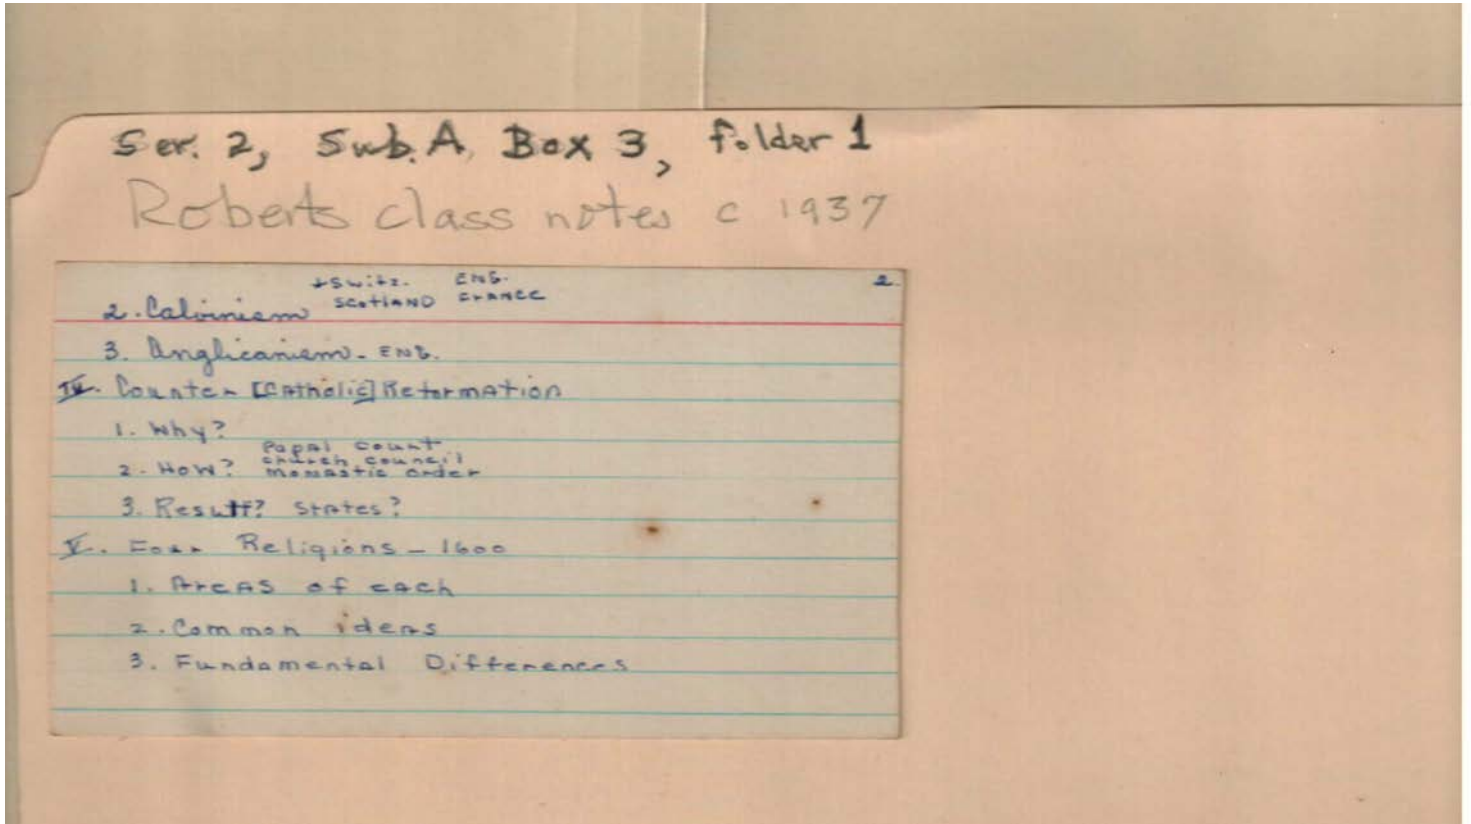 Ser. 2, Sub. A, Box 3, folder 1
Roberts class notes c 1937
2.
+Switz. ENG.
2. Calvinism SCOTLAND FRANCE
3. Anglicanism - ENG.
IV. Counter [Catholic] Reformation
1. Why?
Papal count
church council
2. How? monastic order
3. Result? States?
V. Four Religions - 1600
1. Areas of each
2. Common ideas
3. Fundamental Differences